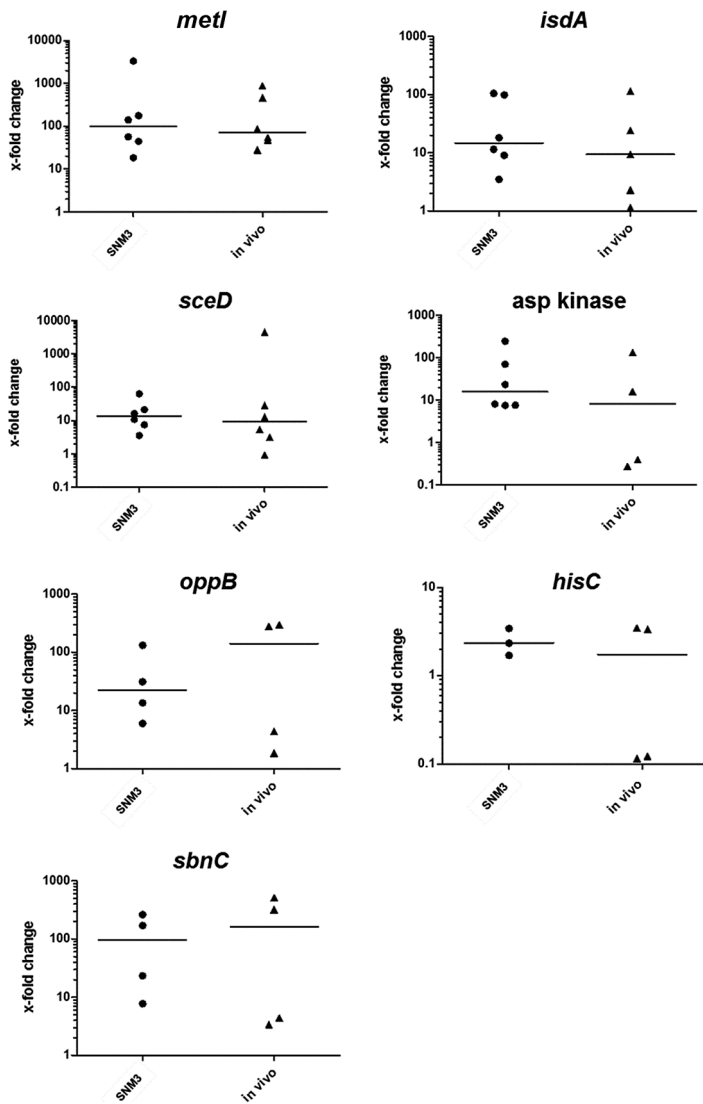 metI
x-fold change
10000
1000
100
10
1
SNM3
in vivo
isdA
x-fold change
1000
100
10
1
SNM3
in vivo
sceD
x-fold change
10000
1000
100
10
1
0.1
SNM3
in vivo
asp kinase
x-fold change
1000
100
10
1
0.1
SNM3
in vivo
oppB
x-fold change
1000
100
10
1
SNM3
in vivo
hisC
x-fold change
10
1
0.1
SNM3
in vivo
sbnC
x-fold change
1000
100
10
1
SNM3
in vivo